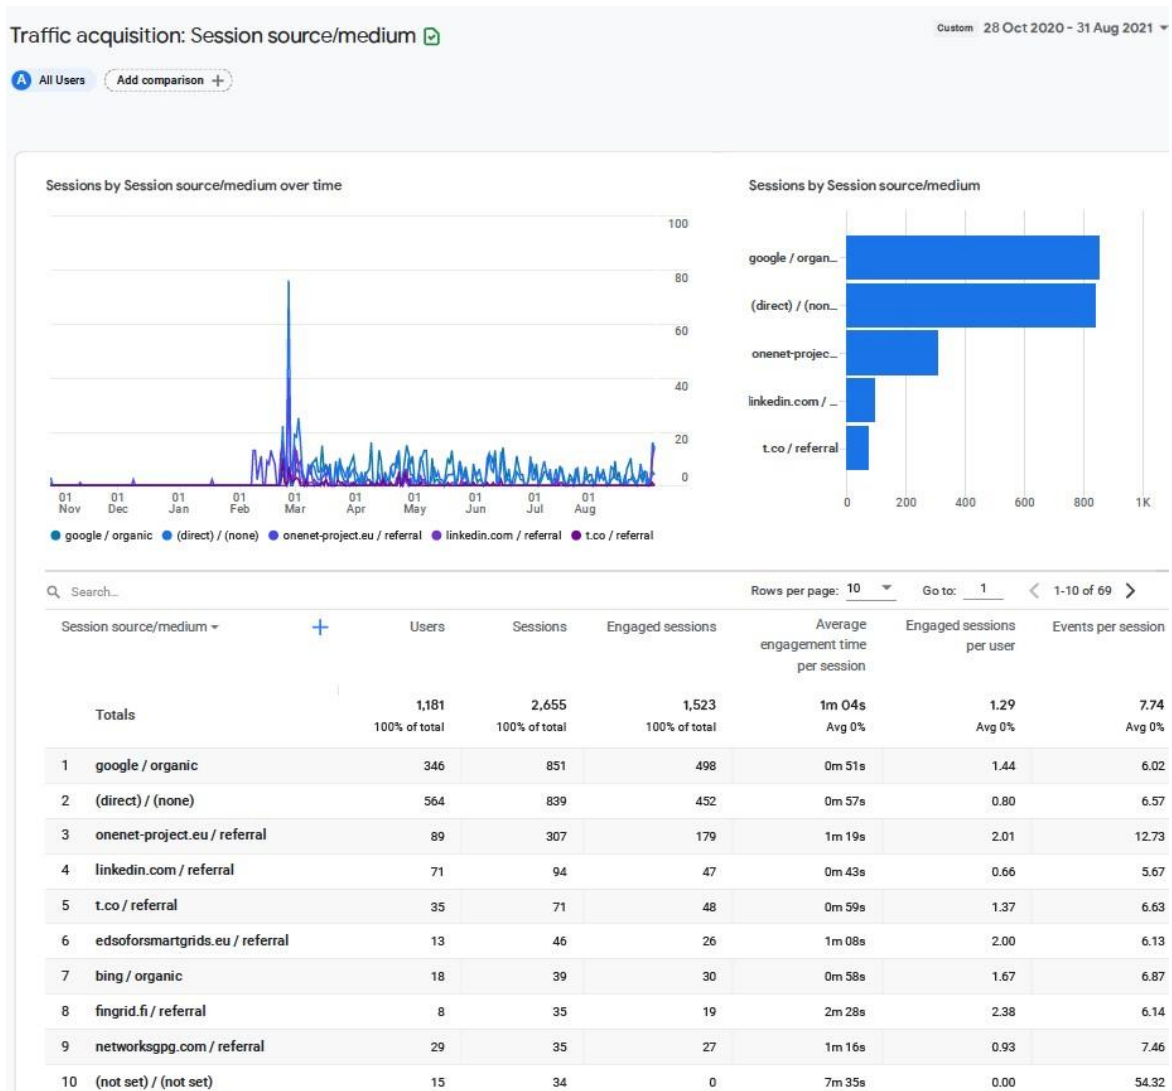 Traffic acquisition: Session source/medium
Custom 28 Oct 2020 - 31 Aug 2021
A All Users Add comparison +
Sessions by Session source/medium over time
100
80
60
40
20
0
01 01 01 01 01 01 01 01 01 01
Nov Dec Jan Feb Mar Apr May Jun Jul Aug
google / organic (direct) / (none) onenet-project.eu / referral linkedin.com / referral t.co / referral
Sessions by Session source/medium
0 200 400 600 800 1K
google / organ...
(direct) / (non...
onenet-projec...
linkedin.com / ...
t.co / referral
0 200 400 600 800 1K
Search... Rows per page: 10 Go to: 1 < 1-10 of 69 >
Session source/medium + Users Sessions Engaged sessions Average engagement time per session Engaged sessions per user Events per session
Totals 1,181 2,655 1,523 1m 04s 1.29 7.74
100% of total 100% of total 100% of total Avg 0% Avg 0% Avg 0%
1 google / organic 346 851 498 0m 51s 1.44 6.02
2 (direct) / (none) 564 839 452 0m 57s 0.80 6.57
3 onenet-project.eu / referral 89 307 179 1m 19s 2.01 12.73
4 linkedin.com / referral 71 94 47 0m 43s 0.66 5.67
5 t.co / referral 35 71 48 0m 59s 1.37 6.63
6 edsoforsmartgrids.eu / referral 13 46 26 1m 08s 2.00 6.13
7 bing / organic 18 39 30 0m 58s 1.67 6.87
8 fingrid.fi / referral 8 35 19 2m 28s 2.38 6.14
9 networksgpg.com / referral 29 35 27 1m 16s 0.93 7.46
10 (not set) / (not set) 15 34 0 7m 35s 0.00 54.32